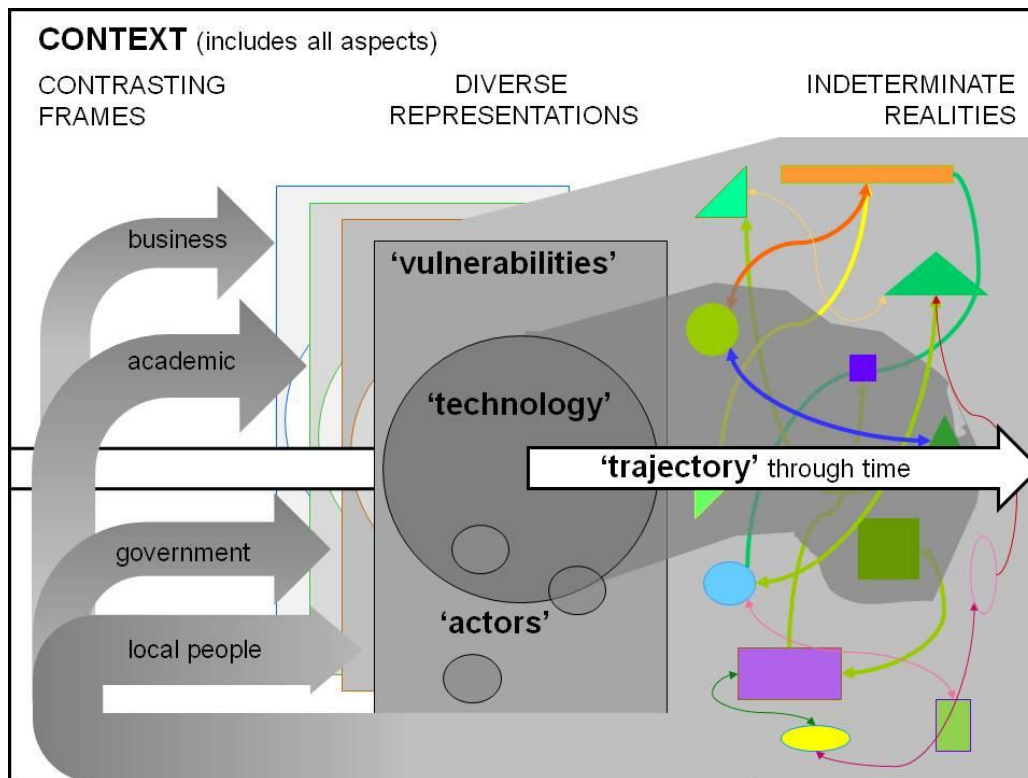 CONTEXT (includes all aspects)
CONTRASTING
FRAMES
DIVERSE
REPRESENTATIONS
INDETERMINATE
REALITIES
business
academic
government
local people
‘vulnerabilities’
‘technology’
‘actors’
‘trajectory’ through time